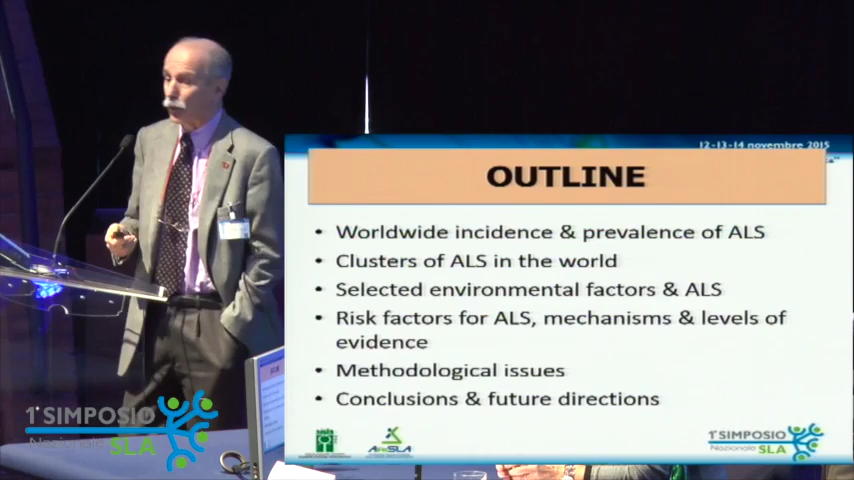 12-13-14 novembre 2015
OUTLINE
• Worldwide incidence & prevalence of ALS
• Clusters of ALS in the world
• Selected environmental factors & ALS
• Risk factors for ALS, mechanisms & levels of
evidence
• Methodological issues
• Conclusions & future directions
1°SIMPOSIO
Nazionale SLA
1°SIMPOSIO
Nazionale SLA